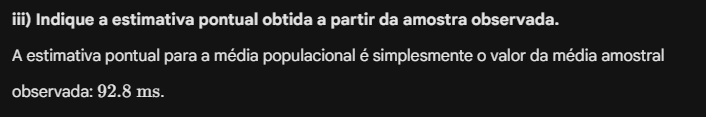 iii) Indique a estimativa pontual obtida a partir da amostra observada.
A estimativa pontual para a média populacional é simplesmente o valor da média amostral
observada: 92.8 ms.